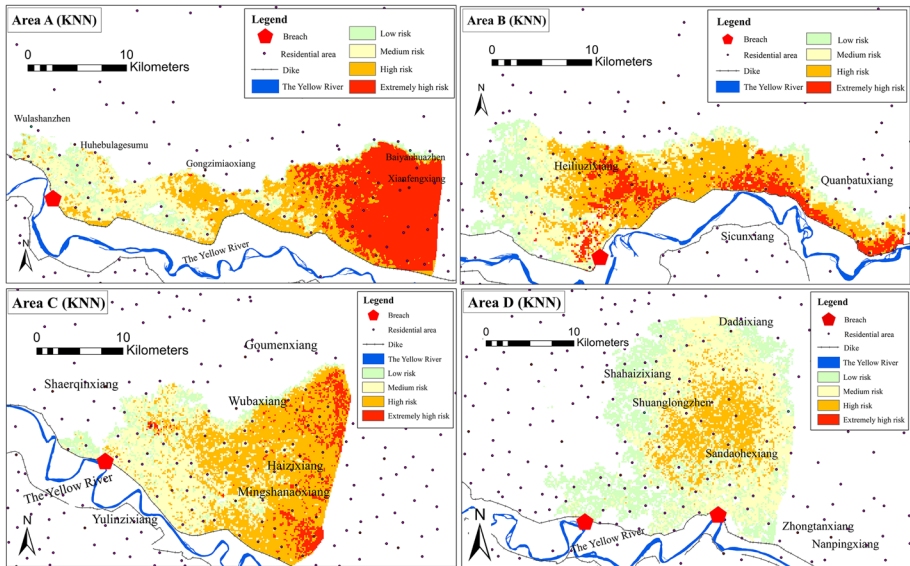 Area A (KNN)
10
Kilometers
Legend
Breach
Residential area
Dike
The Yellow River
Low risk
Medium risk
High risk
Extremely high risk
Wulashanzhen
Huhebulagesumu
Gongzimiaoxiang
Baiyanhuazhen
Xianfengxiang
The Yellow River
N
Area B (KNN)
10
Kilometers
Legend
Breach
Residential area
Dike
The Yellow River
Low risk
Medium risk
High risk
Extremely high risk
N
Heiliuzixiang
Quanbatuxiang
Sicunxiang
Area C (KNN)
10
Kilometers
Legend
Breach
Residential area
Dike
The Yellow River
Low risk
Medium risk
High risk
Extremely high risk
Goumenxiang
Shaerqinxiang
Wubaxiang
Haizixiang
Mingshanaoxiang
The Yellow River
Yulinzixiang
N
Area D (KNN)
10
Kilometers
Legend
Breach
Residential area
Dike
The Yellow River
Low risk
Medium risk
High risk
Extremely high risk
Dadaixiang
Shahaizixiang
Shuanglongzhen
Sandaohexiang
Zhongtanxiang
The Yellow River
Nanpingxiang
N